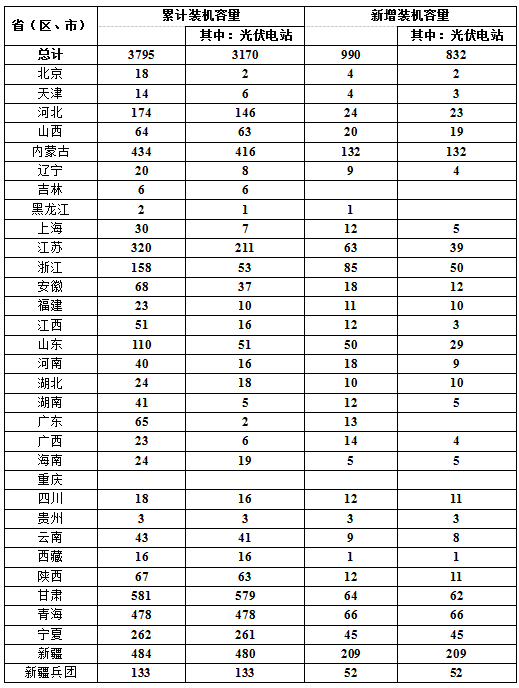 省（区、市） 累计装机容量 新增装机容量
其中：光伏电站 其中：光伏电站
总计 3795 3170 990 832
北京 18 2 4 2
天津 14 6 4 3
河北 174 146 24 23
山西 64 63 20 19
内蒙古 434 416 132 132
辽宁 20 8 9 4
吉林 6 6
黑龙江 2 1 1
上海 30 7 12 5
江苏 320 211 63 39
浙江 158 53 85 50
安徽 68 37 18 12
福建 23 10 11 10
江西 51 16 12 3
山东 110 51 50 29
河南 40 16 18 9
湖北 24 18 10 10
湖南 41 5 12 5
广东 65 2 13
广西 23 6 14 4
海南 24 19 5 5
重庆
四川 18 16 12 11
贵州 3 3 3 3
云南 43 41 9 8
西藏 16 16 1 1
陕西 67 63 12 11
甘肃 581 579 64 62
青海 478 478 66 66
宁夏 262 261 45 45
新疆 484 480 209 209
新疆兵团 133 133 52 52